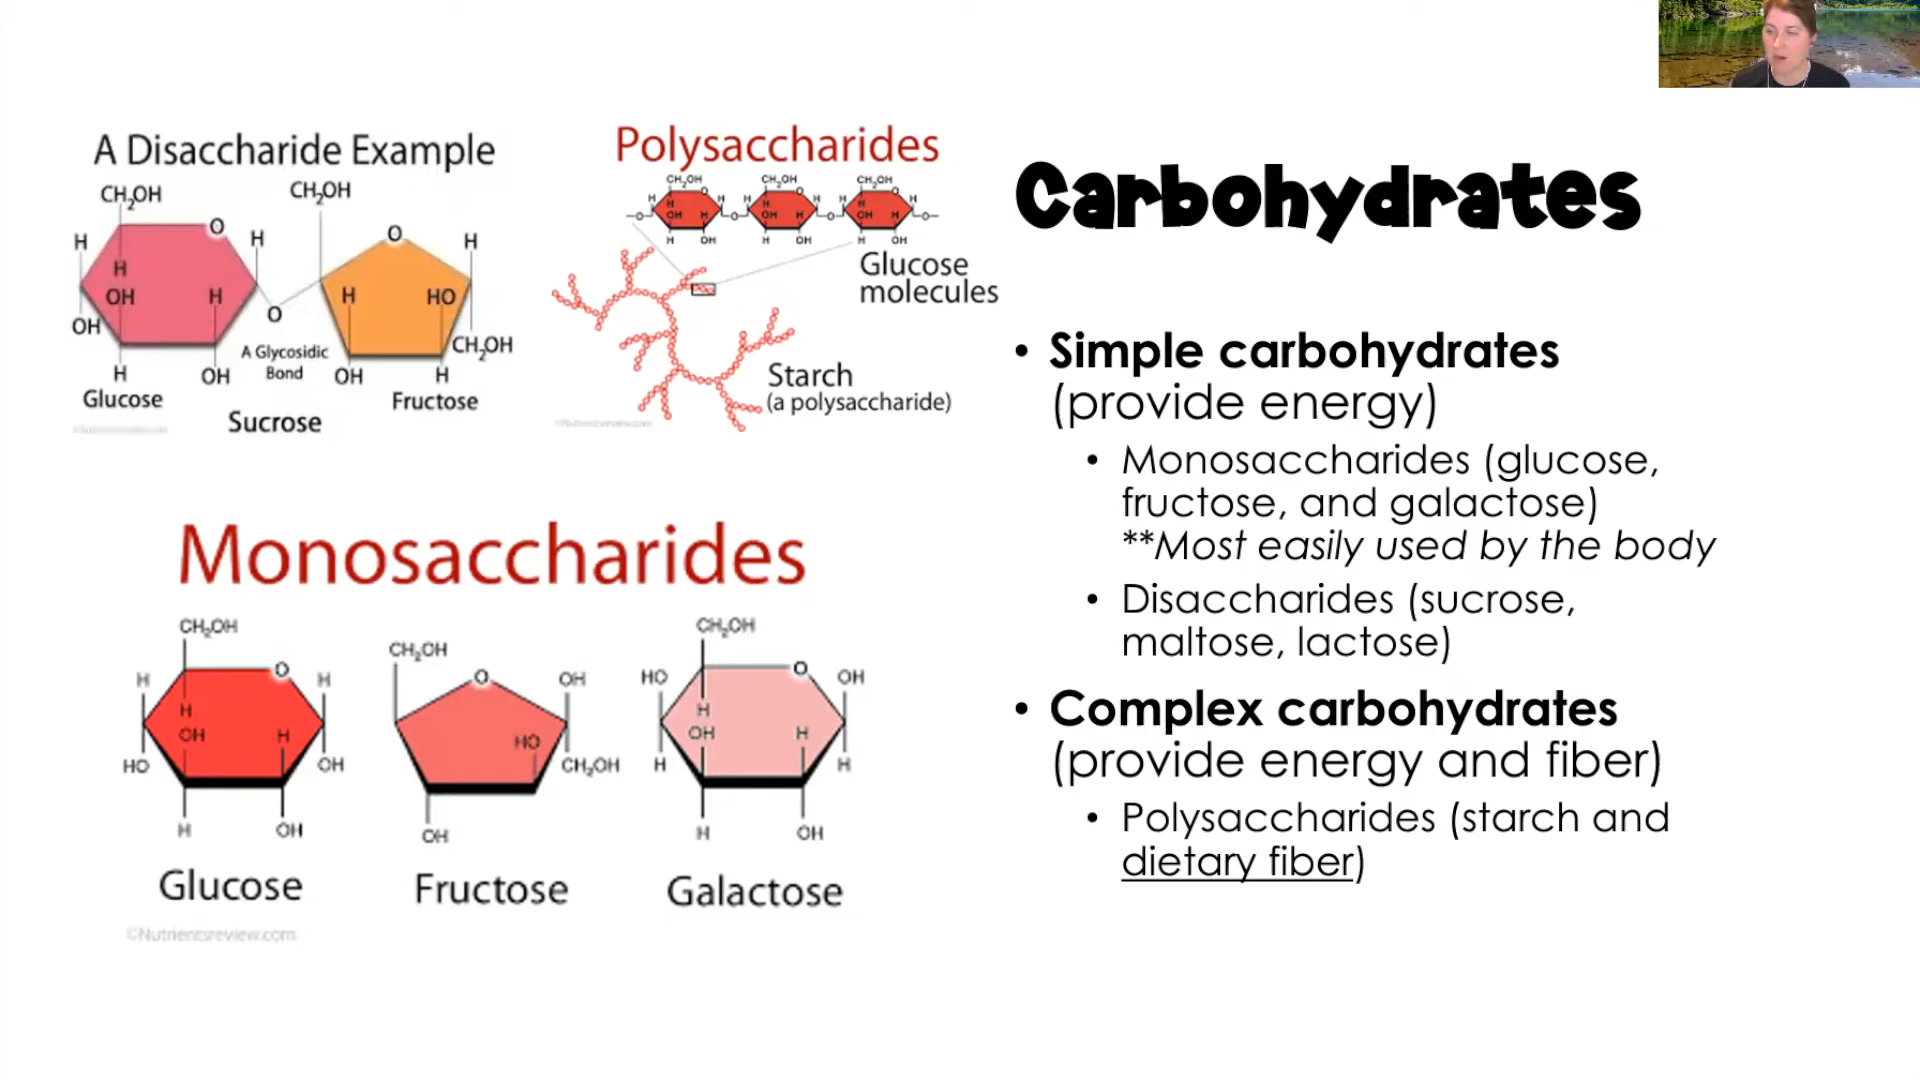 A Disaccharide Example
CH₂OH
CH₂OH
O
H
H
O
H
H
OH
H
H
HO
OH
O
CH₂OH
A Glycosidic
Bond
H
OH
OH
H
Glucose
Fructose
Sucrose
Polysaccharides
CH₂OH
CH₂OH
CH₂OH
H
O
H
H
O
H
H
O
H
H
H
H
O
OH
H
O
OH
H
O
OH
H
O
H
OH
H
OH
H
OH
Glucose
molecules
Starch
(a polysaccharide)
©Nutrientsreview.com
Monosaccharides
CH₂OH
O
H
H
H
OH
H
HO
OH
H
OH
Glucose
CH₂OH
O
OH
HO
CH₂OH
OH
Fructose
CH₂OH
HO
O
OH
H
OH
H
H
H
H
OH
Galactose
©Nutrientsreview.com
Carbohydrates
• Simple carbohydrates
(provide energy)
• Monosaccharides (glucose,
fructose, and galactose)
**Most easily used by the body
• Disaccharides (sucrose,
maltose, lactose)
• Complex carbohydrates
(provide energy and fiber)
• Polysaccharides (starch and
dietary fiber)